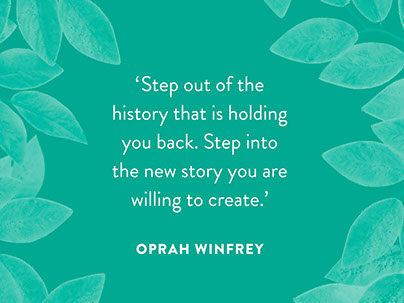 ‘Step out of the
history that is holding
you back. Step into
the new story you are
willing to create.’
OPRAH WINFREY